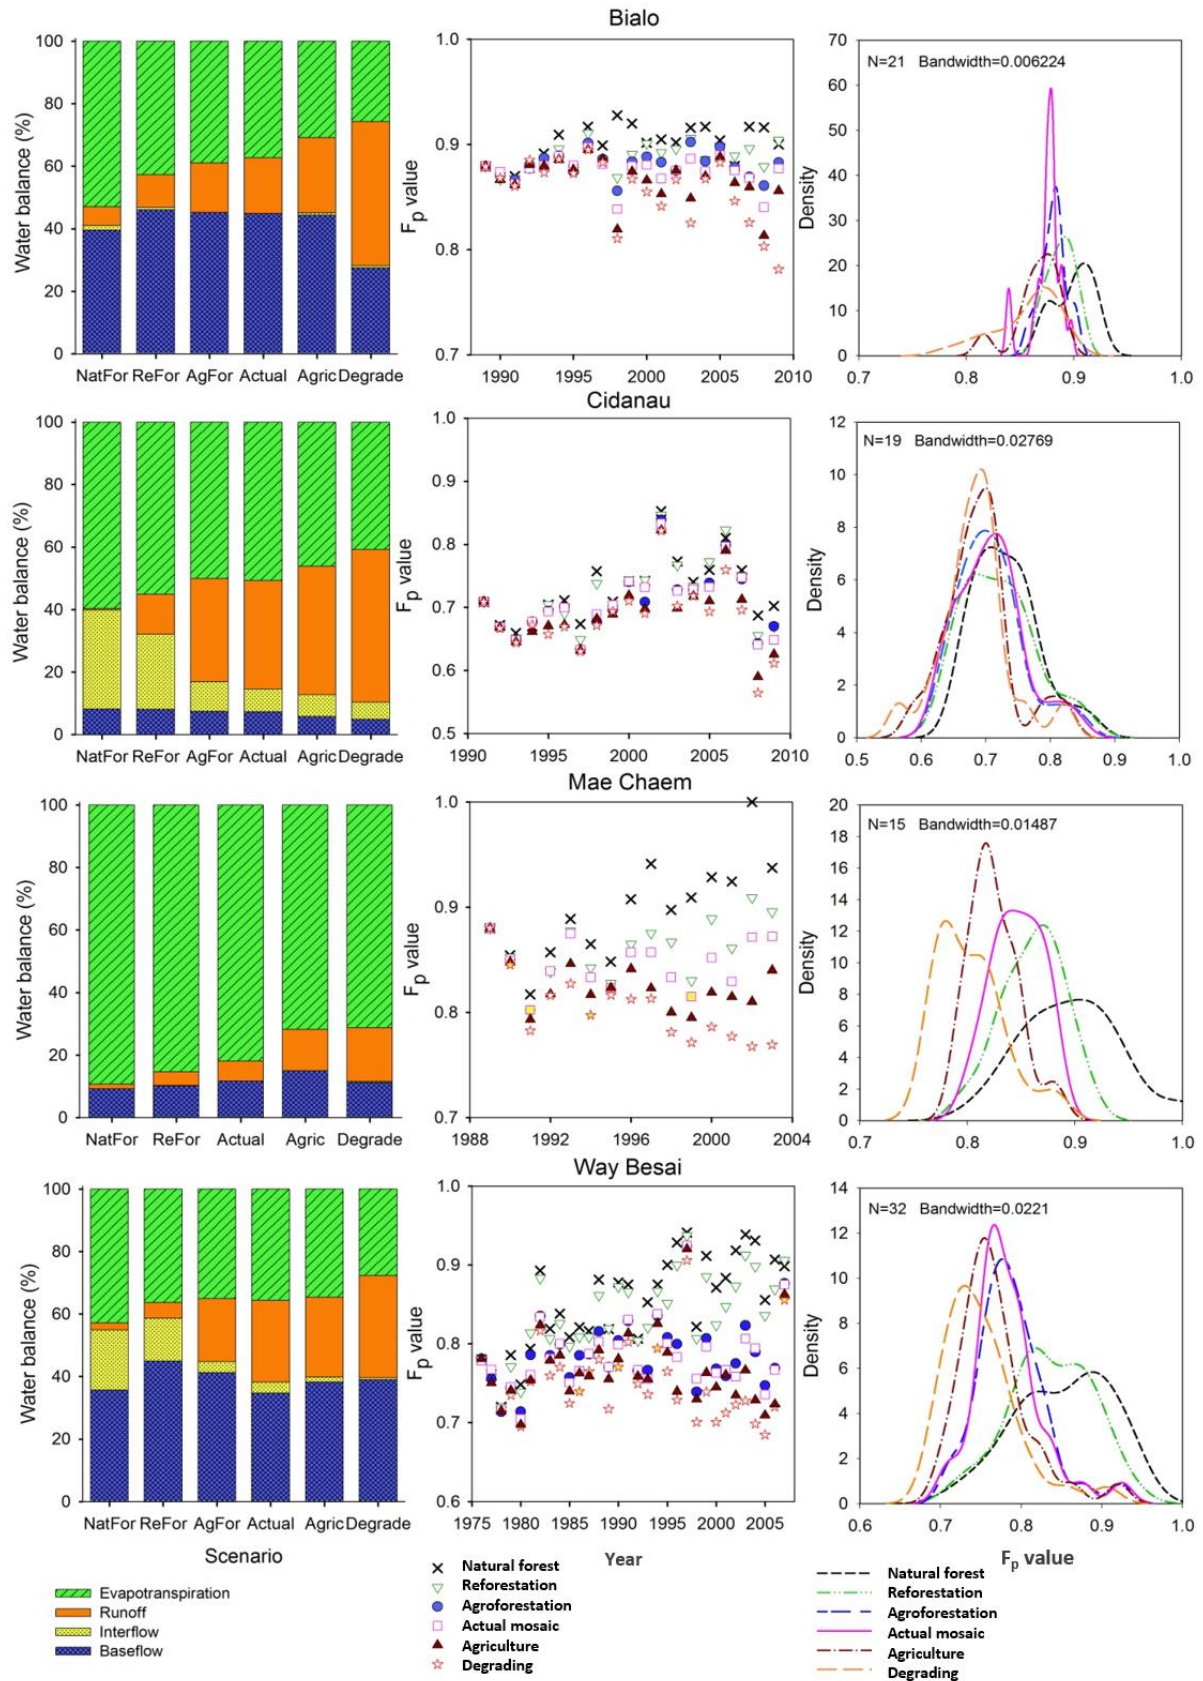 Bialo
Water balance (%)
100
80
60
40
20
0
NatFor ReFor AgFor Actual Agric Degrade
Fp value
1.0
0.9
0.8
0.7
1990 1995 2000 2005 2010
Density
N=21 Bandwidth=0.006224
70
60
50
40
30
20
10
0
0.7 0.8 0.9 1.0
Cidanau
Water balance (%)
100
80
60
40
20
0
NatFor ReFor AgFor Actual Agric Degrade
Fp value
1.0
0.9
0.8
0.7
0.6
0.5
1990 1995 2000 2005 2010
Density
N=19 Bandwidth=0.02769
12
10
8
6
4
2
0
0.5 0.6 0.7 0.8 0.9 1.0
Mae Chaem
Water balance (%)
100
80
60
40
20
0
NatFor ReFor Actual Agric Degrade
Fp value
1.0
0.9
0.8
0.7
1988 1992 1996 2000 2004
Density
N=15 Bandwidth=0.01487
20
18
16
14
12
10
8
6
4
2
0
0.7 0.8 0.9 1.0
Way Besai
Water balance (%)
100
80
60
40
20
0
NatFor ReFor AgFor Actual Agric Degrade
Scenario
Fp value
1.0
0.9
0.8
0.7
0.6
1975 1980 1985 1990 1995 2000 2005
Year
Density
N=32 Bandwidth=0.0221
14
12
10
8
6
4
2
0
0.6 0.7 0.8 0.9 1.0
Fp value
Evapotranspiration
Runoff
Interflow
Baseflow
Natural forest
Reforestation
Agroforestation
Actual mosaic
Agriculture
Degrading
Natural forest
Reforestation
Agroforestation
Actual mosaic
Agriculture
Degrading